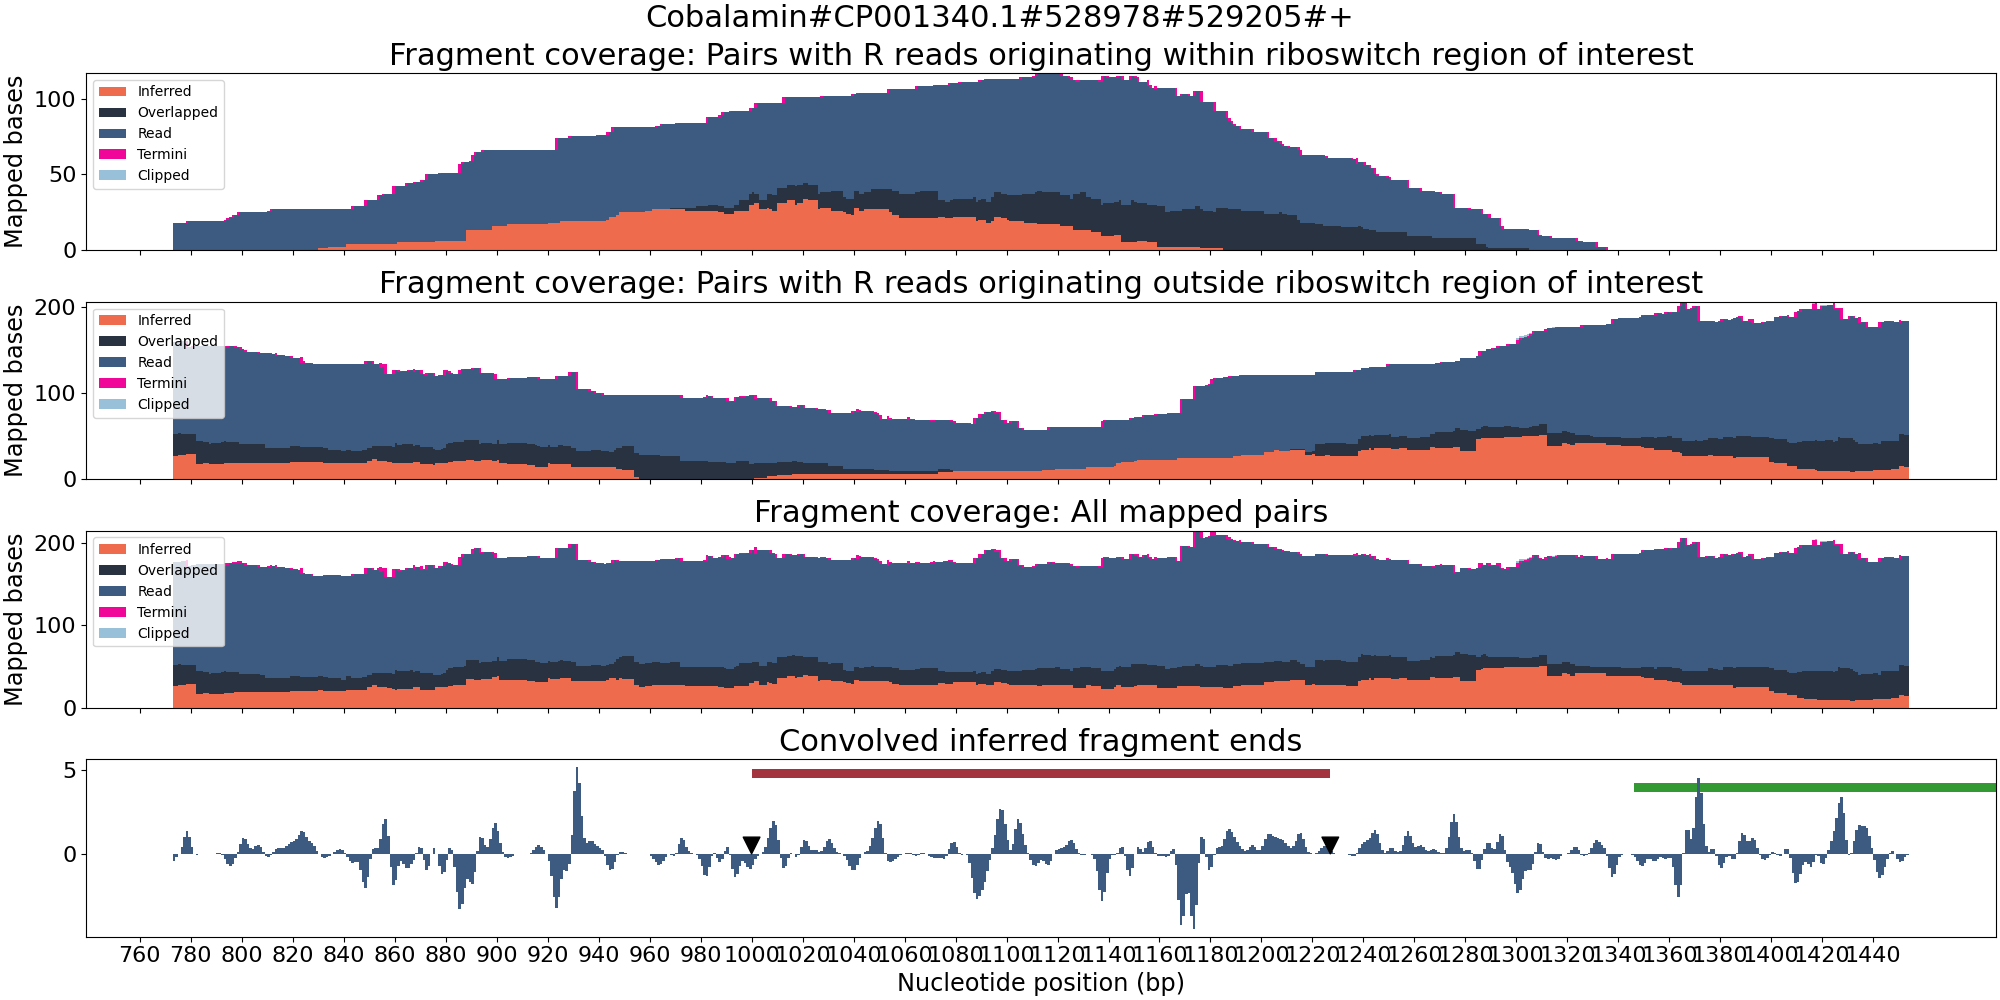 Cobalamin#CP001340.1#528978#529205#+
Fragment coverage: Pairs with R reads originating within riboswitch region of interest
Mapped bases
100
50
0
Inferred
Overlapped
Read
Termini
Clipped
Fragment coverage: Pairs with R reads originating outside riboswitch region of interest
Mapped bases
200
100
0
Inferred
Overlapped
Read
Termini
Clipped
Fragment coverage: All mapped pairs
Mapped bases
200
100
0
Inferred
Overlapped
Read
Termini
Clipped
Convolved inferred fragment ends
5
0
760 780 800 820 840 860 880 900 920 940 960 980 1000 1020 1040 1060 1080 1100 1120 1140 1160 1180 1200 1220 1240 1260 1280 1300 1320 1340 1360 1380 1400 1420 1440
Nucleotide position (bp)